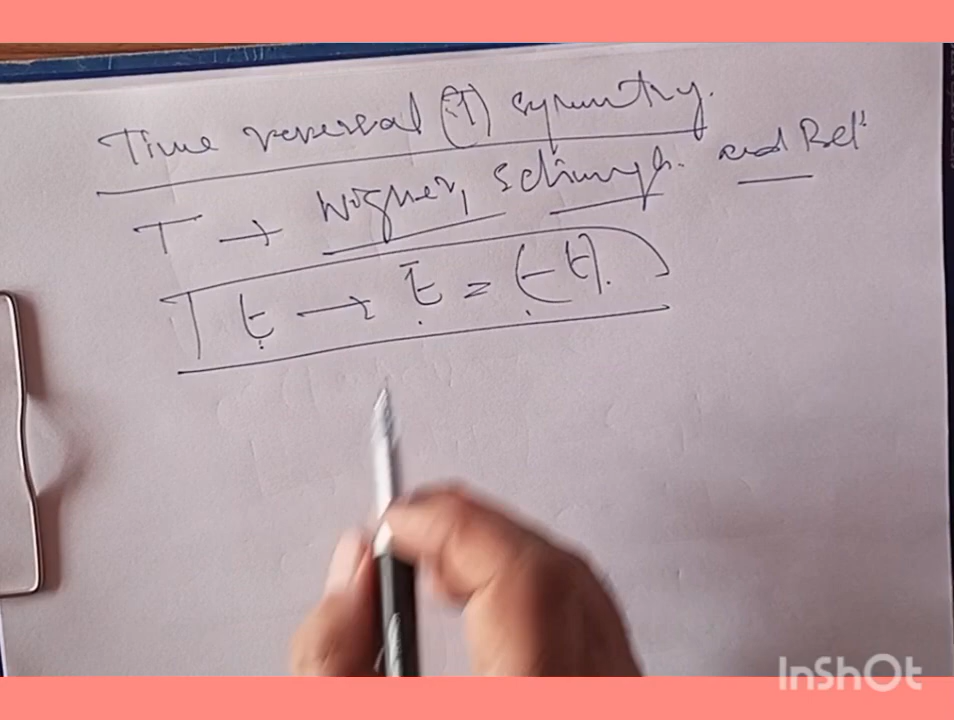 Time reversal (T) symmetry.
T → Wigner, Schwinger. and Bell
t → t̄ = (-t).
InShOt